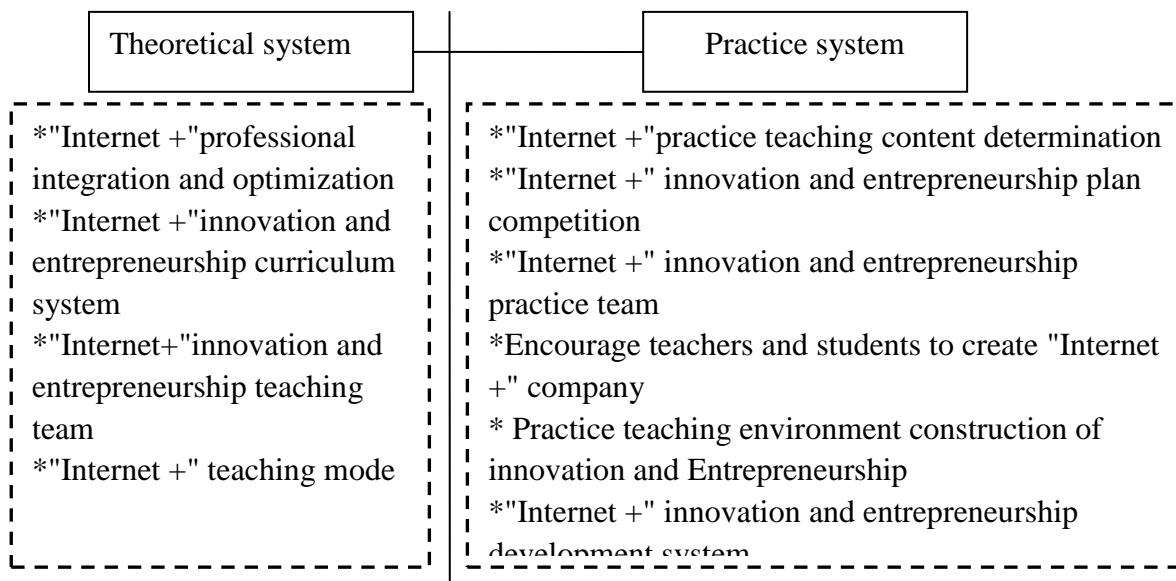 Theoretical system
Practice system
*"Internet +"professional
integration and optimization
*"Internet +"innovation and
entrepreneurship curriculum
system
*"Internet+"innovation and
entrepreneurship teaching
team
*"Internet +" teaching mode
*"Internet +"practice teaching content determination
*"Internet +" innovation and entrepreneurship plan
competition
*"Internet +" innovation and entrepreneurship
practice team
*Encourage teachers and students to create "Internet
+" company
* Practice teaching environment construction of
innovation and Entrepreneurship
*"Internet +" innovation and entrepreneurship
development system